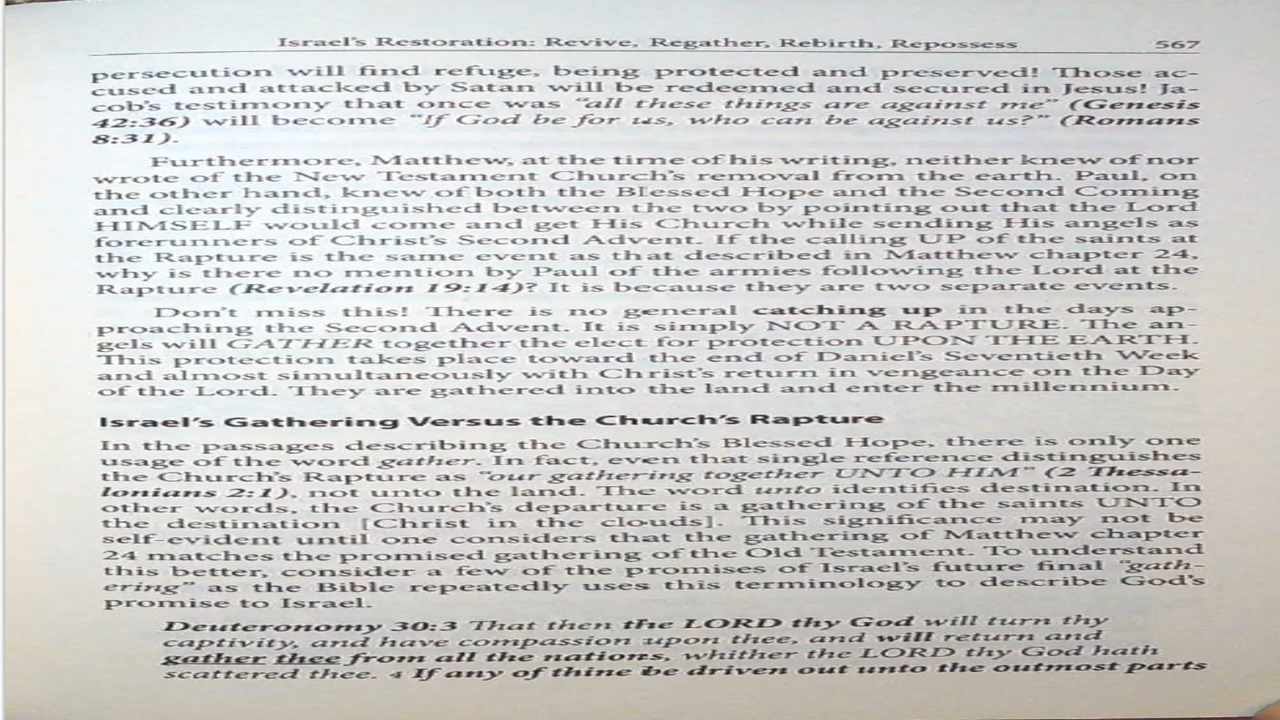 Israel's Restoration: Revive, Regather, Rebirth, Repossess 567
persecution will find refuge, being protected and preserved! Those ac-
cused and attacked by Satan will be redeemed and secured in Jesus! Ja-
cob's testimony that once was "all these things are against me" (Genesis
42:36) will become "If God be for us, who can be against us?" (Romans
8:31).
Furthermore, Matthew, at the time of his writing, neither knew of nor
wrote of the New Testament Church's removal from the earth. Paul, on
the other hand, knew of both the Blessed Hope and the Second Coming
and clearly distinguished between the two by pointing out that the Lord
HIMSELF would come and get His Church while sending His angels as
forerunners of Christ's Second Advent. If the calling UP of the saints at
the Rapture is the same event as that described in Matthew chapter 24,
why is there no mention by Paul of the armies following the Lord at the
Rapture (Revelation 19:14)? It is because they are two separate events.
Don't miss this! There is no general catching up in the days ap-
proaching the Second Advent. It is simply NOT A RAPTURE. The an-
gels will GATHER together the elect for protection UPON THE EARTH.
This protection takes place toward the end of Daniel's Seventieth Week
and almost simultaneously with Christ's return in vengeance on the Day
of the Lord. They are gathered into the land and enter the millennium.
Israel's Gathering Versus the Church's Rapture
In the passages describing the Church's Blessed Hope, there is only one
usage of the word gather. In fact, even that single reference distinguishes
the Church's Rapture as "our gathering together UNTO HIM" (2 Thessa-
lonians 2:1), not unto the land. The word unto identifies destination. In
other words, the Church's departure is a gathering of the saints UNTO
the destination [Christ in the clouds]. This significance may not be
self-evident until one considers that the gathering of Matthew chapter
24 matches the promised gathering of the Old Testament. To understand
this better, consider a few of the promises of Israel's future final "gath-
ering" as the Bible repeatedly uses this terminology to describe God's
promise to Israel.
Deuteronomy 30:3 That then the LORD thy God will turn thy
captivity, and have compassion upon thee, and will return and
gather thee from all the nations, whither the LORD thy God hath
scattered thee. 4 If any of thine be driven out unto the outmost parts